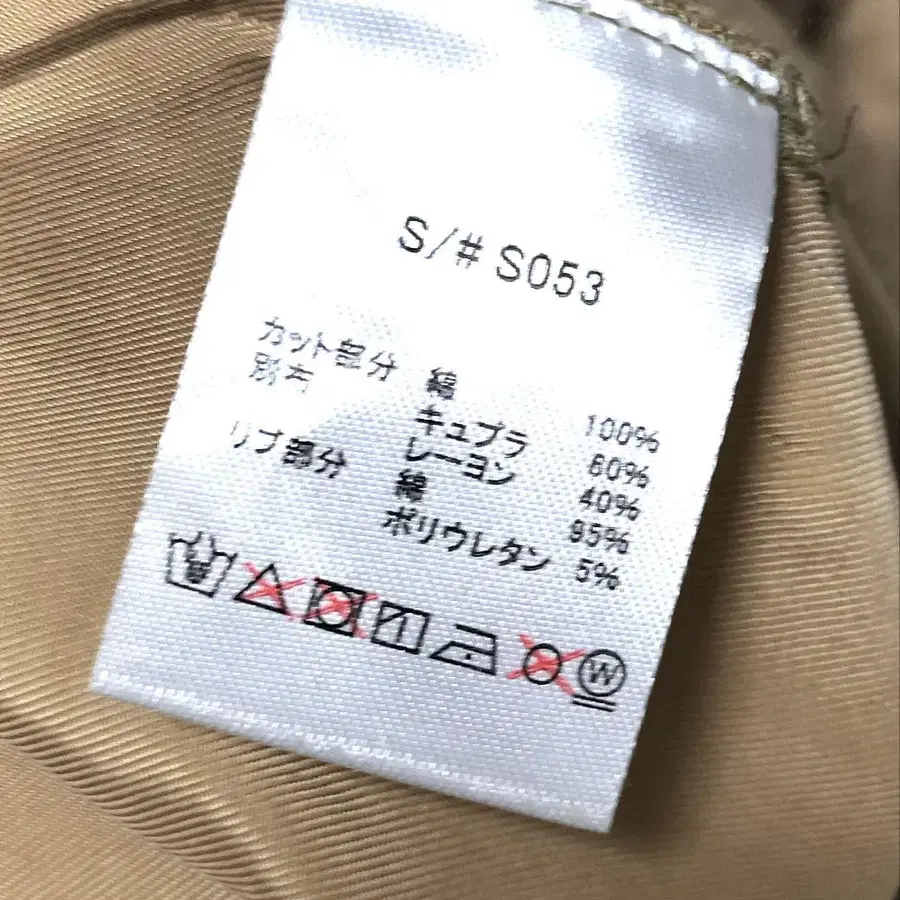 S/# S053
カット部分 綿 100%
別布 キュプラ 60%
レーヨン 40%
リブ部分 綿 95%
ポリウレタン 5%
W